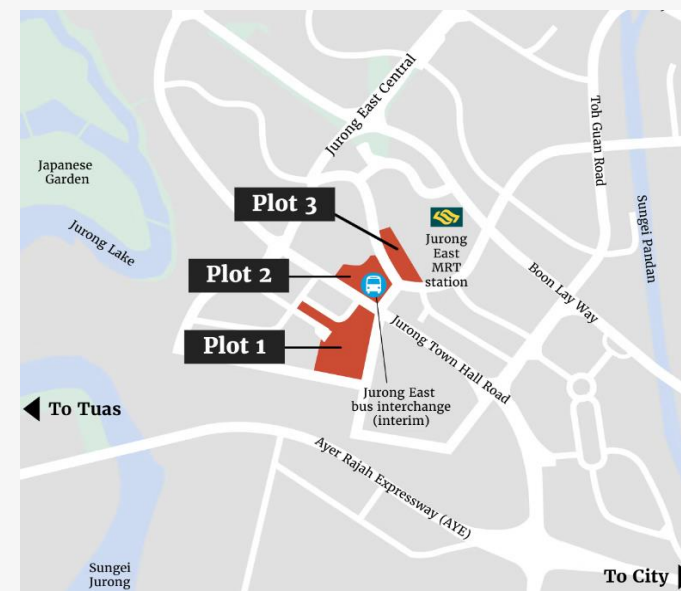 Jurong East Central
Toh Guan Road
Japanese
Garden
Plot 3
Sungei Pandan
Jurong Lake
Jurong
East
MRT
station
Plot 2
Boon Lay Way
Plot 1
Jurong Town Hall Road
Jurong East
bus interchange
(interim)
To Tuas
Ayer Rajah Expressway (AYE)
Sungei
Jurong
To City